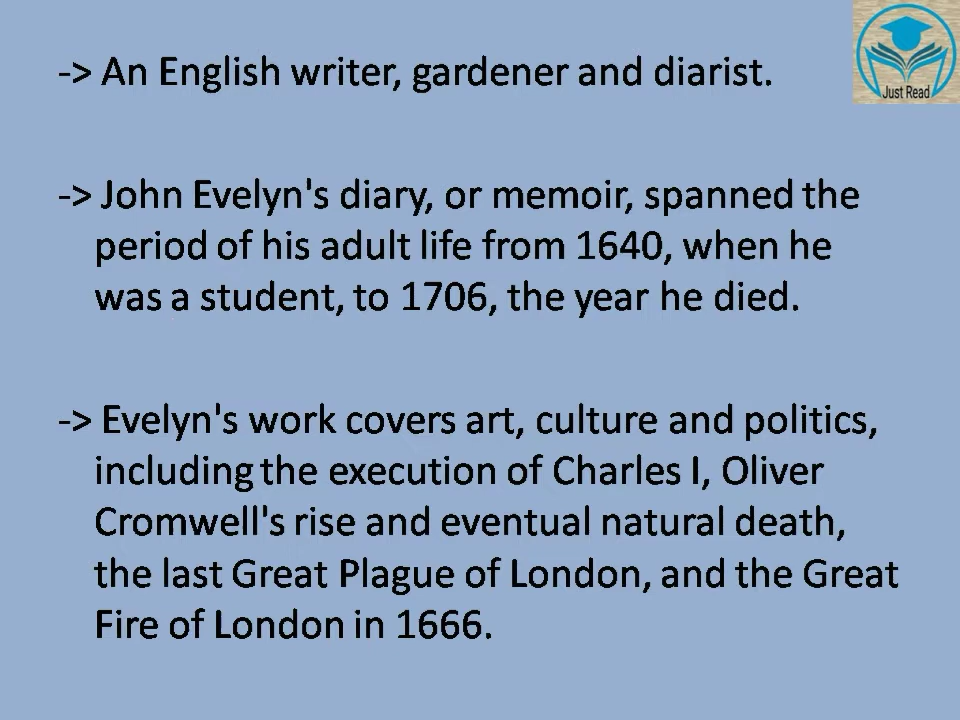 -> An English writer, gardener and diarist.
Just Read
-> John Evelyn's diary, or memoir, spanned the
period of his adult life from 1640, when he
was a student, to 1706, the year he died.
-> Evelyn's work covers art, culture and politics,
including the execution of Charles I, Oliver
Cromwell's rise and eventual natural death,
the last Great Plague of London, and the Great
Fire of London in 1666.